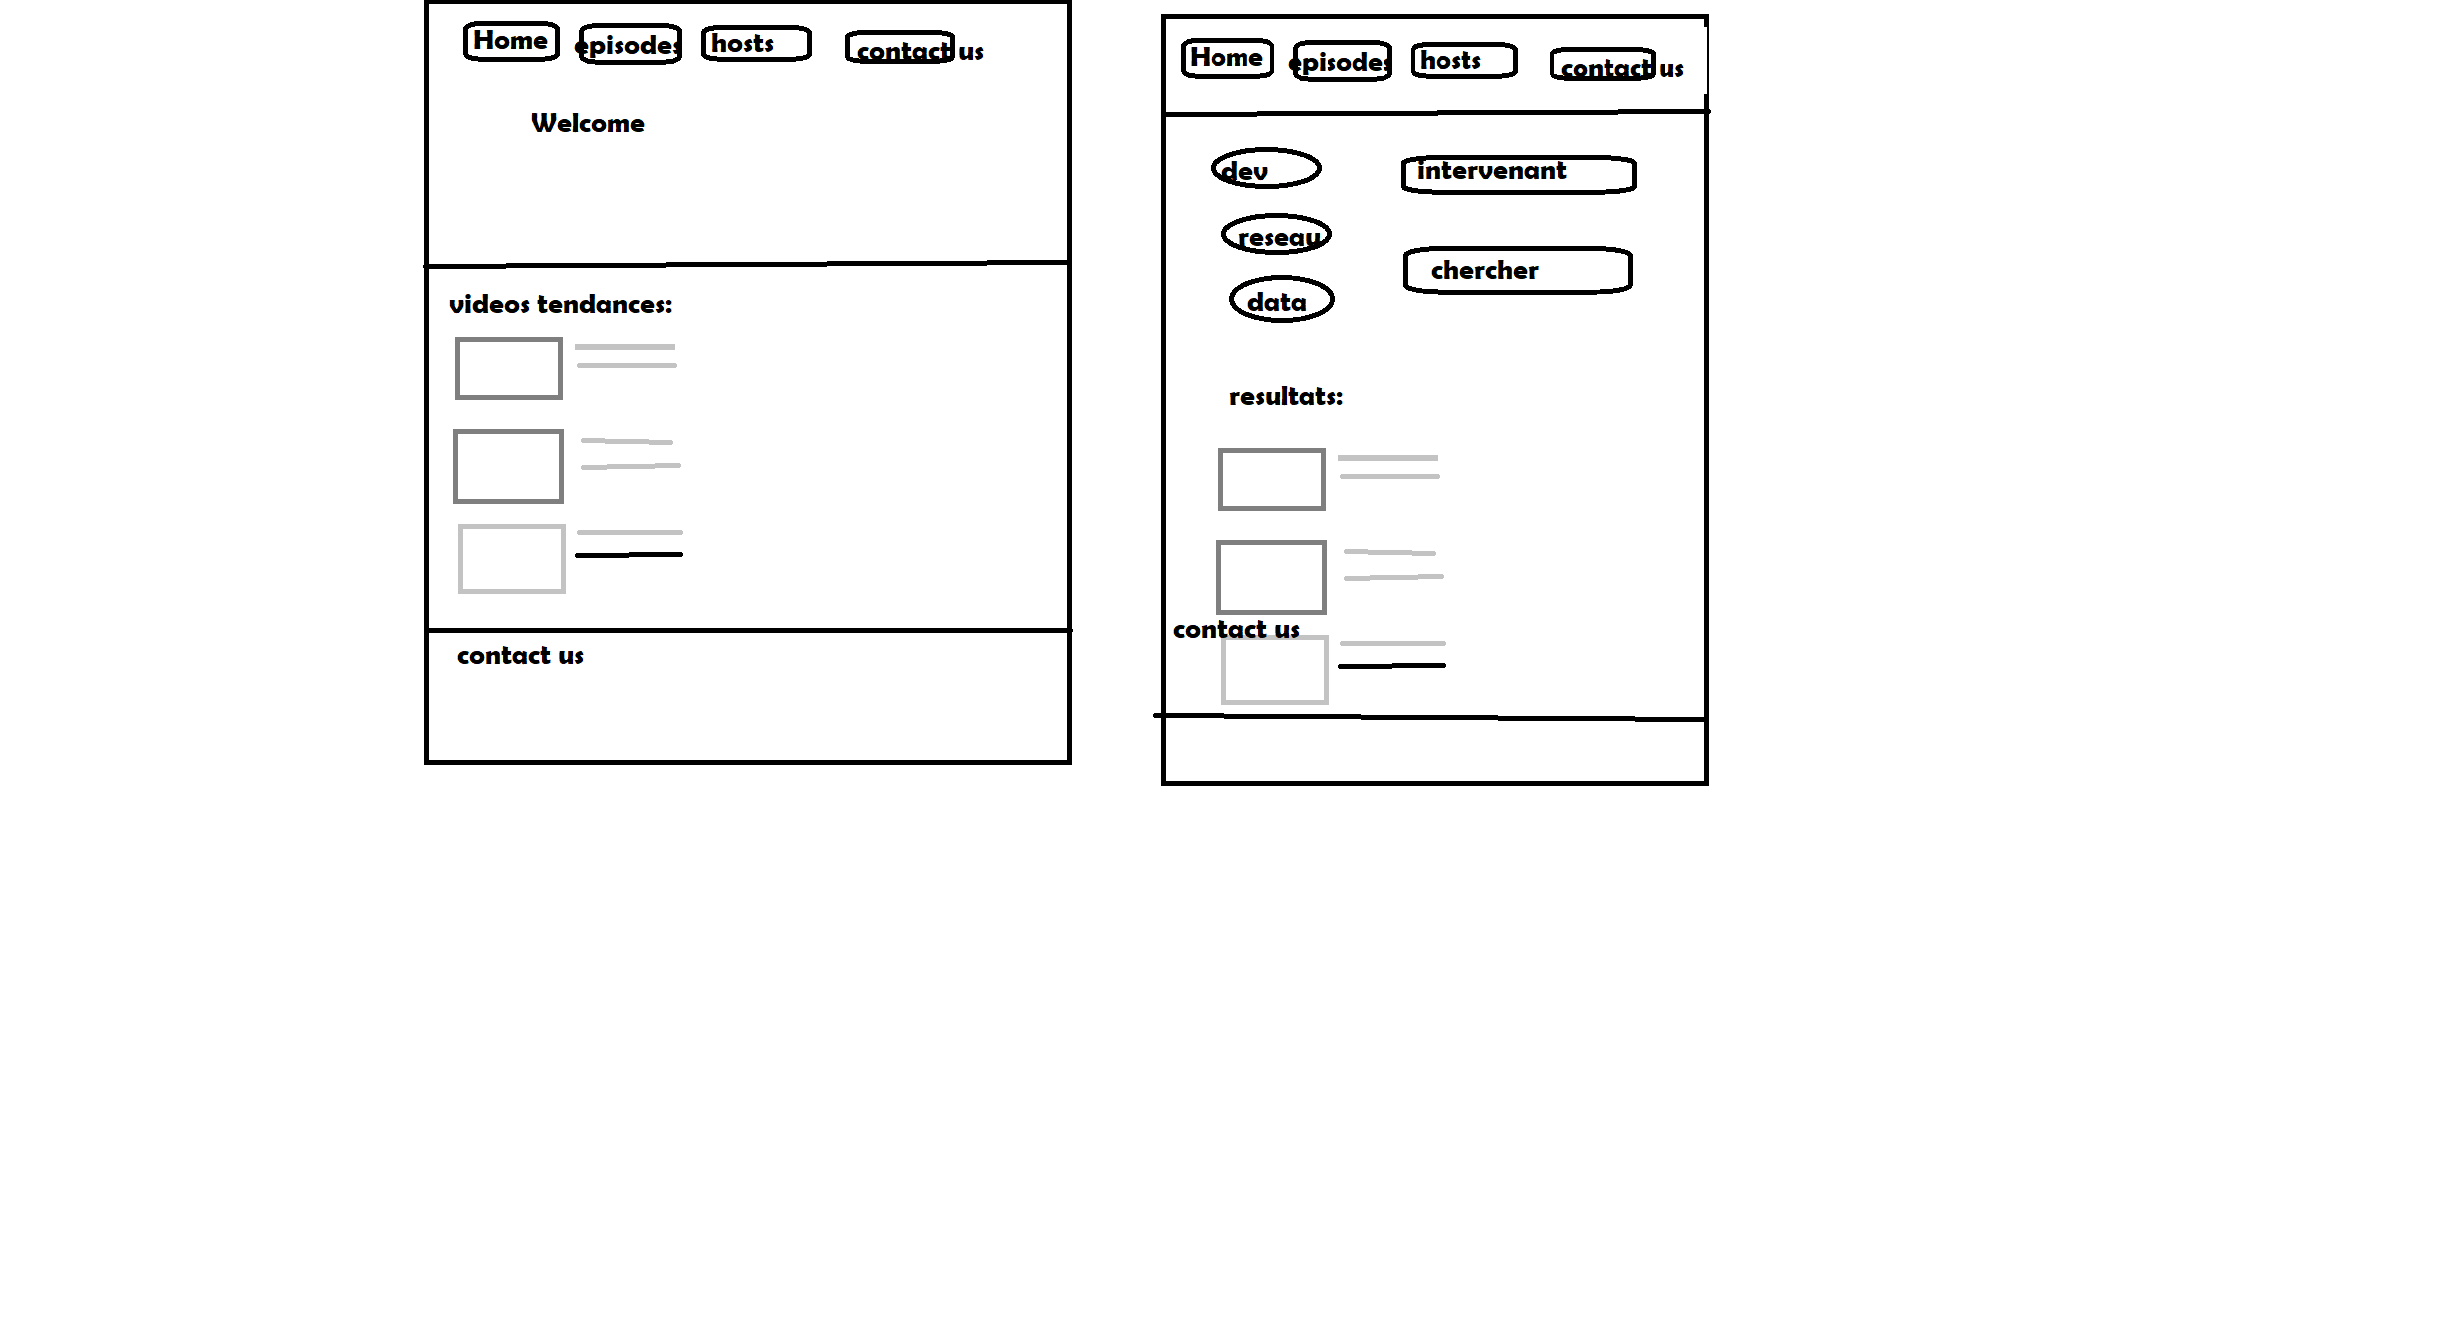 Home episodes hosts contact us
Welcome
videos tendances:
contact us
Home episodes hosts contact us
dev
reseau
data
intervenant
chercher
resultats:
contact us